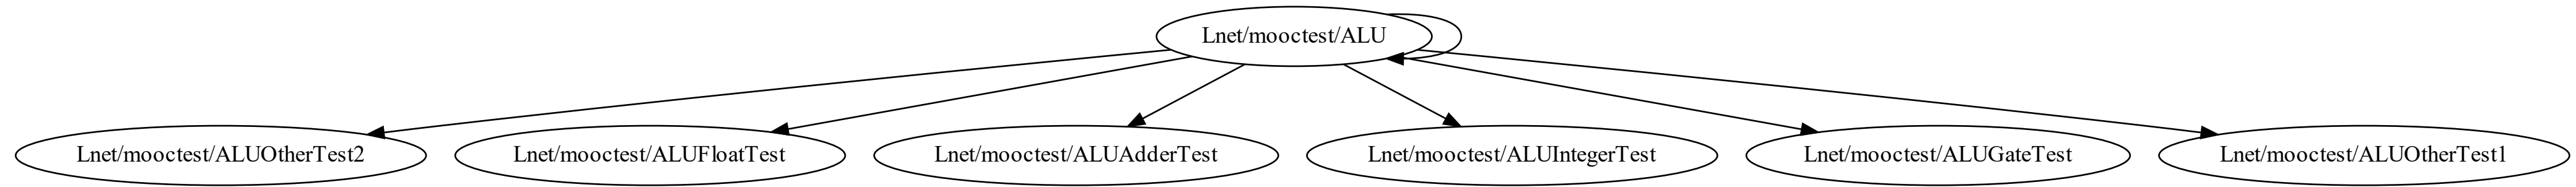 Lnet/mooctest/ALU
Lnet/mooctest/ALUOtherTest2
Lnet/mooctest/ALUFloatTest
Lnet/mooctest/ALUAdderTest
Lnet/mooctest/ALUIntegerTest
Lnet/mooctest/ALUGateTest
Lnet/mooctest/ALUOtherTest1